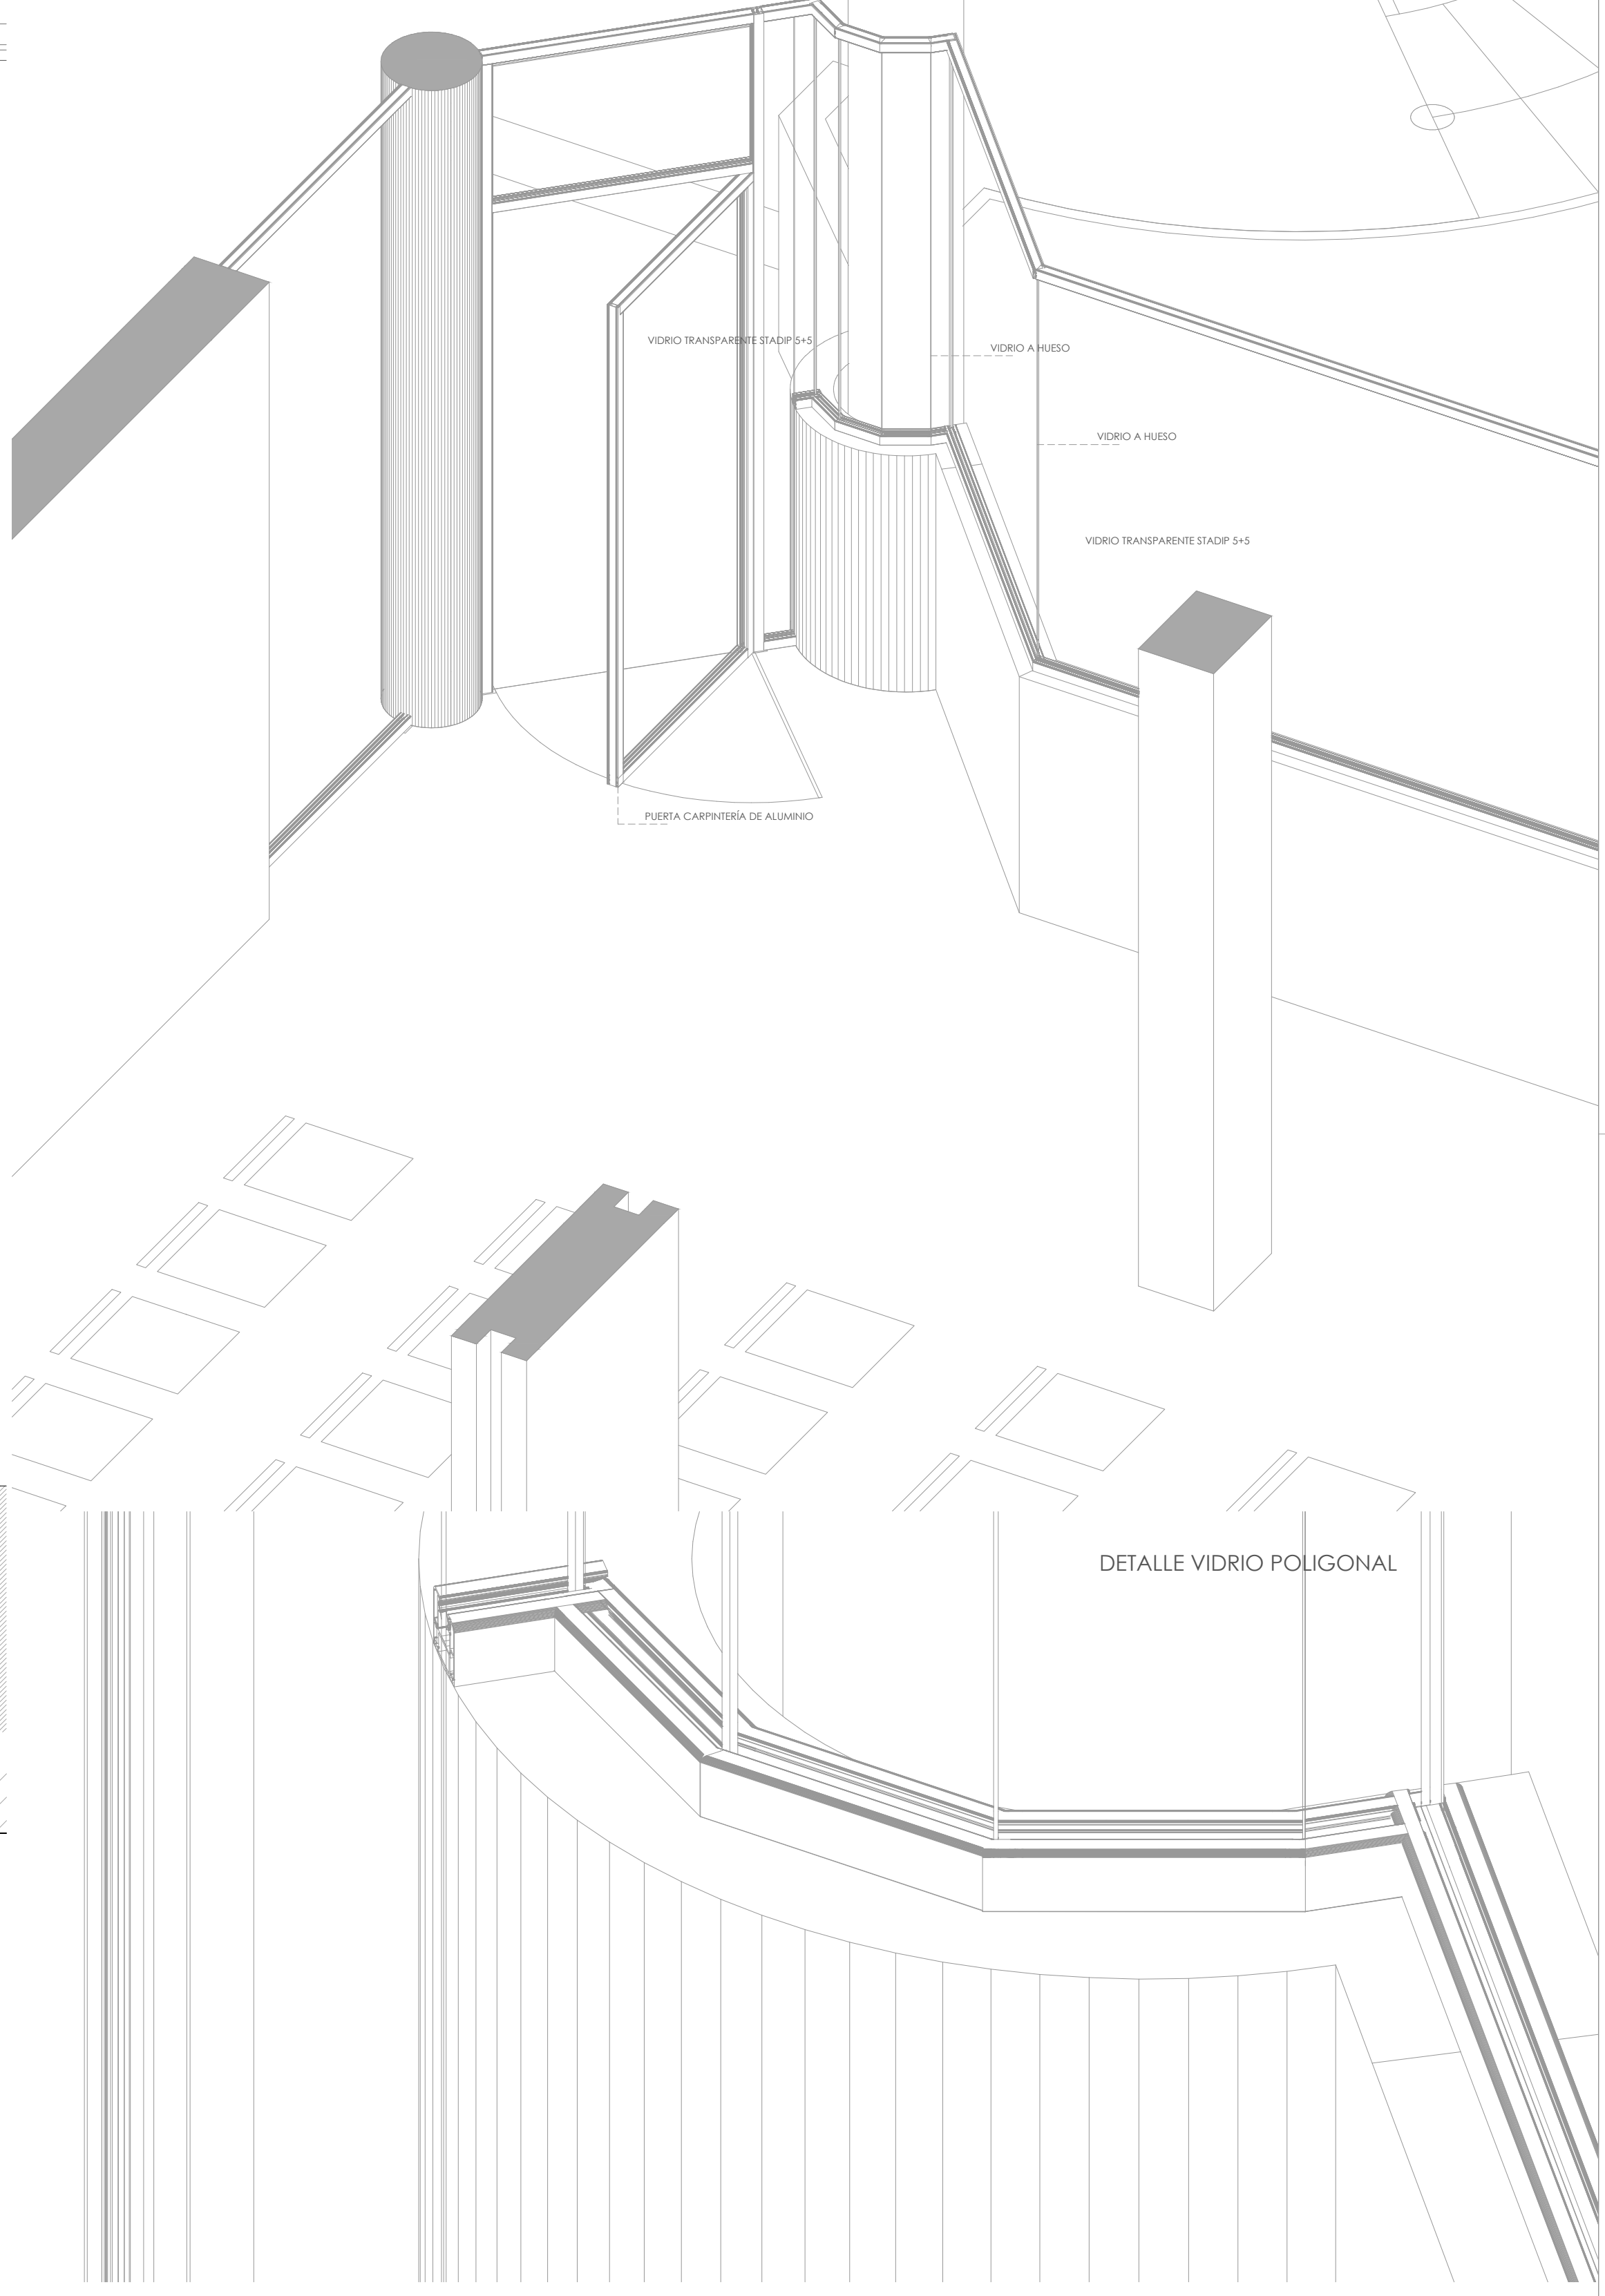 VIDRIO TRANSPARENTE STADIP 5+5
VIDRIO A HUESO
VIDRIO A HUESO
VIDRIO TRANSPARENTE STADIP 5+5
PUERTA CARPINTERÍA DE ALUMINIO
DETALLE VIDRIO POLIGONAL